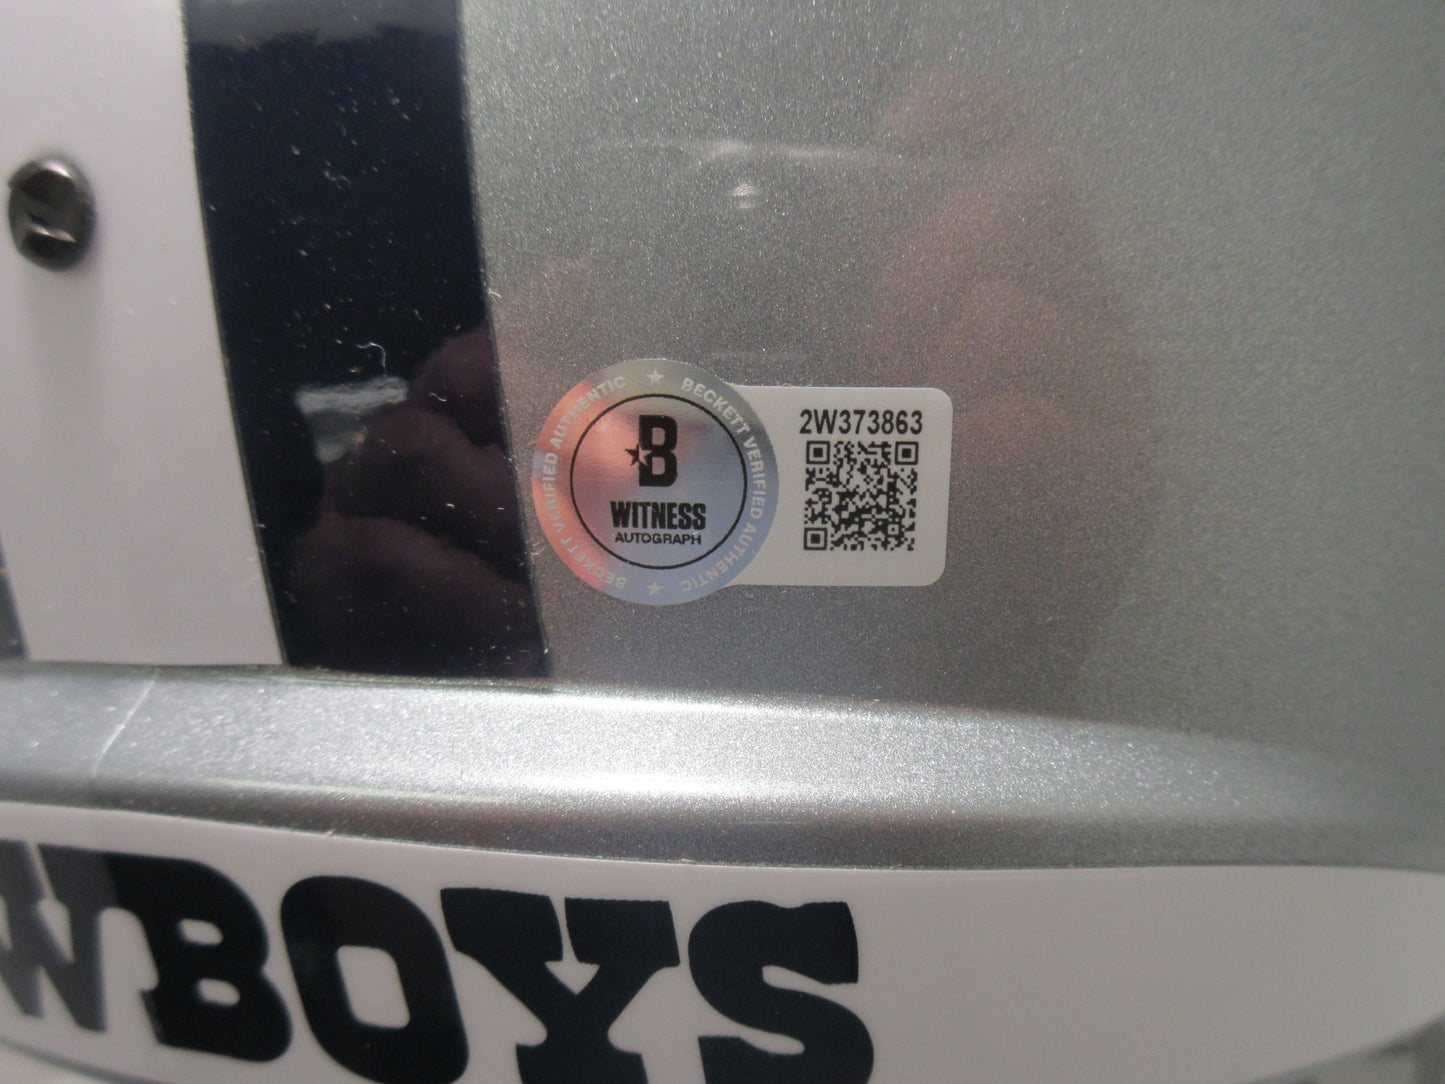 BECKETT VERIFIED AUTHENTIC ★ BECKETT VERIFIED AUTHENTIC ★
B
WITNESS
AUTOGRAPH
2W373863
WBOYS